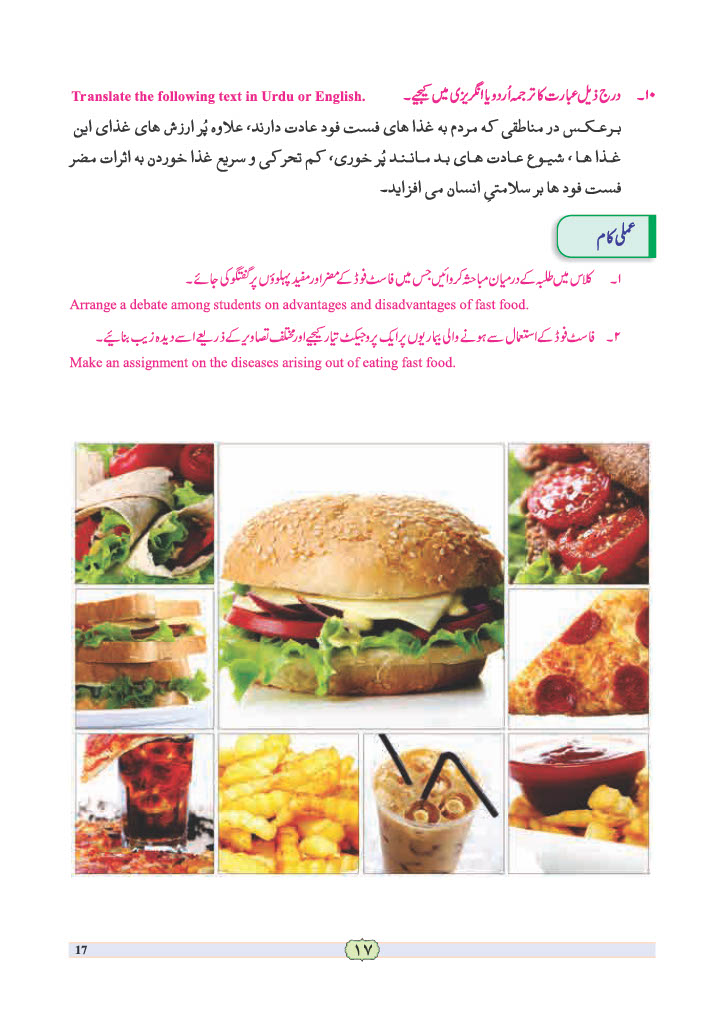 ۱۰۔ درج ذیل عبارت کا ترجمہ اُردو یا انگریزی میں کیجیے۔ Translate the following text in Urdu or English.
برعکس در مناطقی که مردم به غذا های فست فود عادت دارند، علاوه پُر ارزش های غذای این
غذا ها ، شیوع عادت های بد مانند پُر خوری، کم تحرکی و سریع غذا خوردن به اثرات مضر
فست فود ها بر سلامتیِ انسان می افزاید۔
عملی کام
۱۔ کلاس میں طلبہ کے درمیان مباحثہ کروائیں جس میں فاسٹ فوڈ کے مضر اور مفید پہلوؤں پر گفتگو کی جائے ۔
Arrange a debate among students on advantages and disadvantages of fast food.
۲۔ فاسٹ فوڈ کے استعمال سے ہونے والی بیماریوں پر ایک پروجیکٹ تیار کیجیے اور مختلف تصاویر کے ذریعے اسے دیدہ زیب بنائیے۔
Make an assignment on the diseases arising out of eating fast food.
17 ۱۷